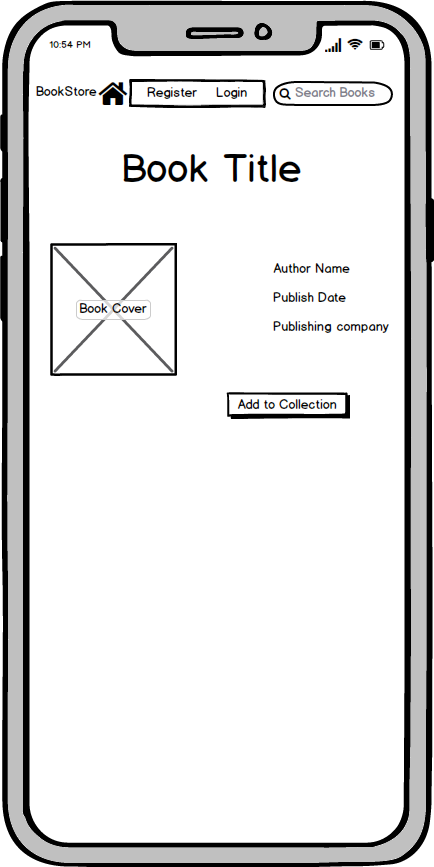 10:54 PM
BookStore Register Login Search Books
Book Title
Author Name
Book Cover
Publish Date
Publishing company
Add to Collection